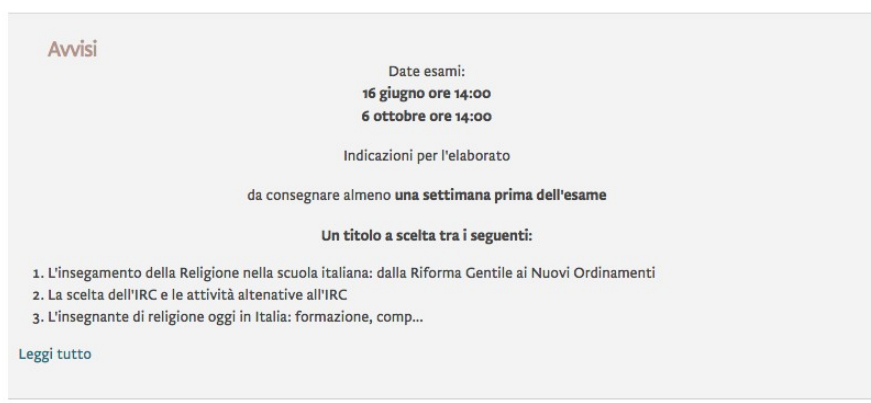 Avvisi
Date esami:
16 giugno ore 14:00
6 ottobre ore 14:00
Indicazioni per l'elaborato
da consegnare almeno una settimana prima dell'esame
Un titolo a scelta tra i seguenti:
1. L'insegamento della Religione nella scuola italiana: dalla Riforma Gentile ai Nuovi Ordinamenti
2. La scelta dell'IRC e le attività altenative all'IRC
3. L'insegnante di religione oggi in Italia: formazione, comp...
Leggi tutto